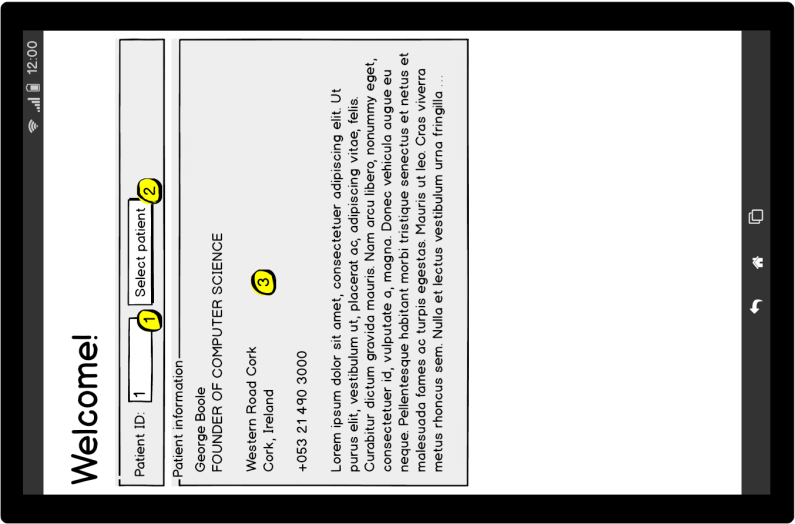 12:00
Welcome!
Patient ID: 1 Select patient
1
2
Patient information
George Boole
FOUNDER OF COMPUTER SCIENCE
3
Western Road Cork
Cork, Ireland
+053 21 490 3000
Lorem ipsum dolor sit amet, consectetuer adipiscing elit. Ut
purus elit, vestibulum ut, placerat ac, adipiscing vitae, felis.
Curabitur dictum gravida mauris. Nam arcu libero, nonummy eget,
consectetuer id, vulputate a, magna. Donec vehicula augue eu
neque. Pellentesque habitant morbi tristique senectus et netus et
malesuada fames ac turpis egestas. Mauris ut leo. Cras viverra
metus rhoncus sem. Nulla et lectus vestibulum urna fringilla ...